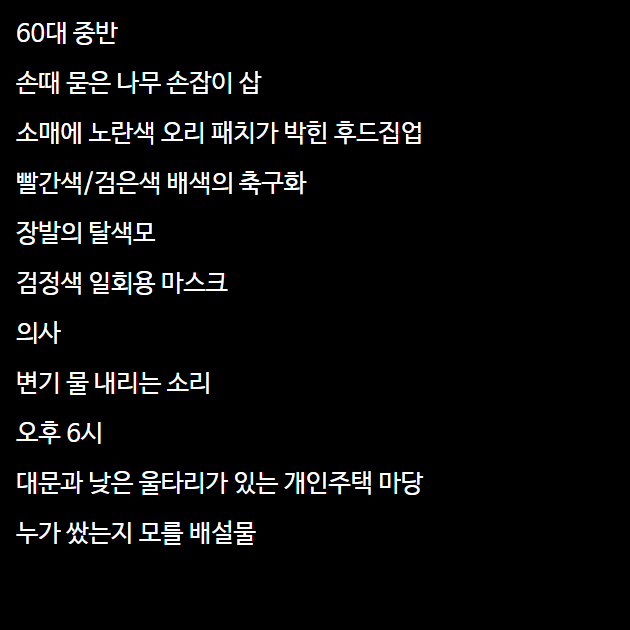 60대 중반
손때 묻은 나무 손잡이 삽
소매에 노란색 오리 패치가 박힌 후드집업
빨간색/검은색 배색의 축구화
장발의 탈색모
검정색 일회용 마스크
의사
변기 물 내리는 소리
오후 6시
대문과 낮은 울타리가 있는 개인주택 마당
누가 쌌는지 모를 배설물